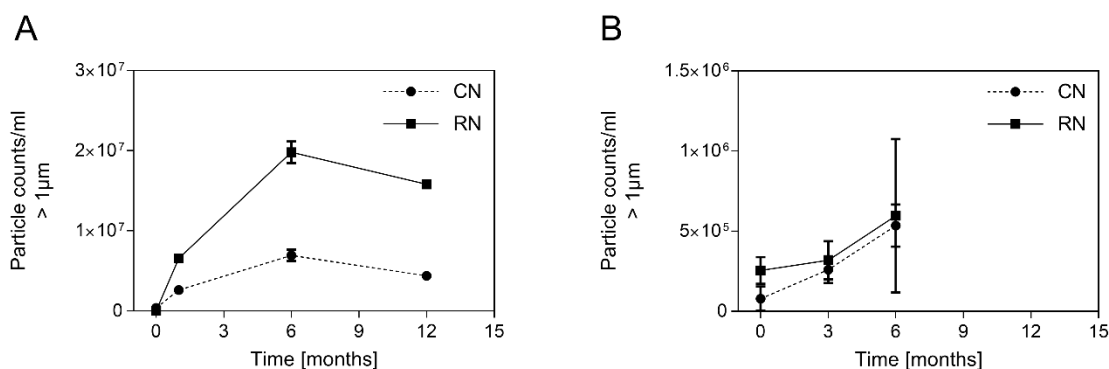 A
3×10⁷
2×10⁷
1×10⁷
0
Particle counts/ml
> 1µm
CN
RN
0 3 6 9 12 15
Time [months]
B
1.5×10⁶
1×10⁶
5×10⁵
0
Particle counts/ml
> 1µm
CN
RN
0 3 6 9 12 15
Time [months]